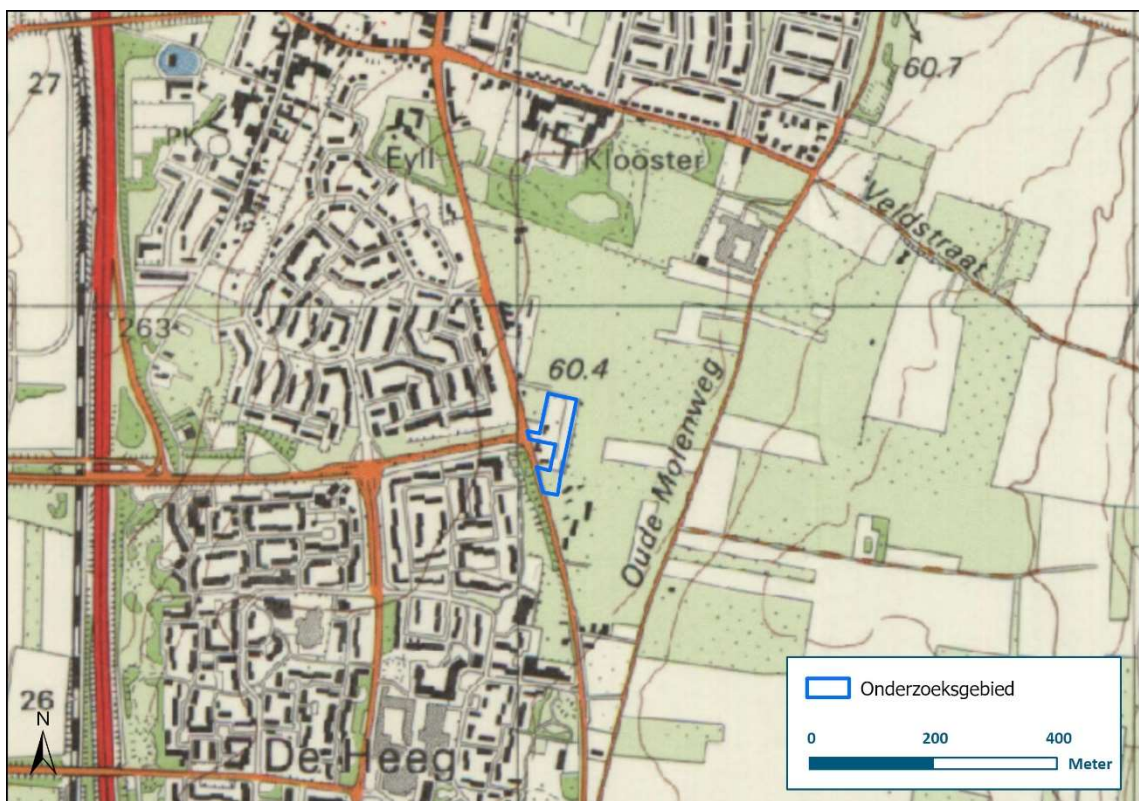 27
60.7
PK
Eyll
Klooster
Veldstraat
263
60.4
Oude Molenweg
26
N
De Heeg
Onderzoeksgebied
0 200 400
Meter